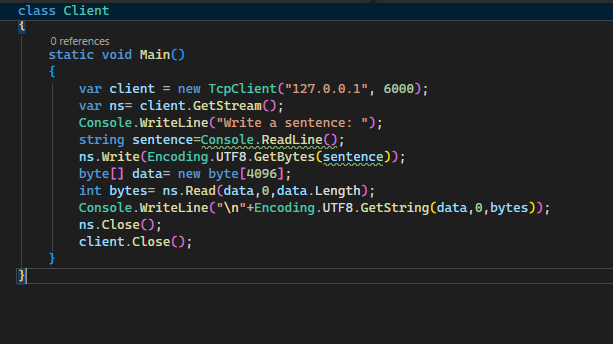 class Client
{
0 references
static void Main()
{
var client = new TcpClient("127.0.0.1", 6000);
var ns= client.GetStream();
Console.WriteLine("Write a sentence: ");
string sentence=Console.ReadLine();
ns.Write(Encoding.UTF8.GetBytes(sentence));
byte[] data= new byte[4096];
int bytes= ns.Read(data,0,data.Length);
Console.WriteLine("\n"+Encoding.UTF8.GetString(data,0,bytes));
ns.Close();
client.Close();
}
}